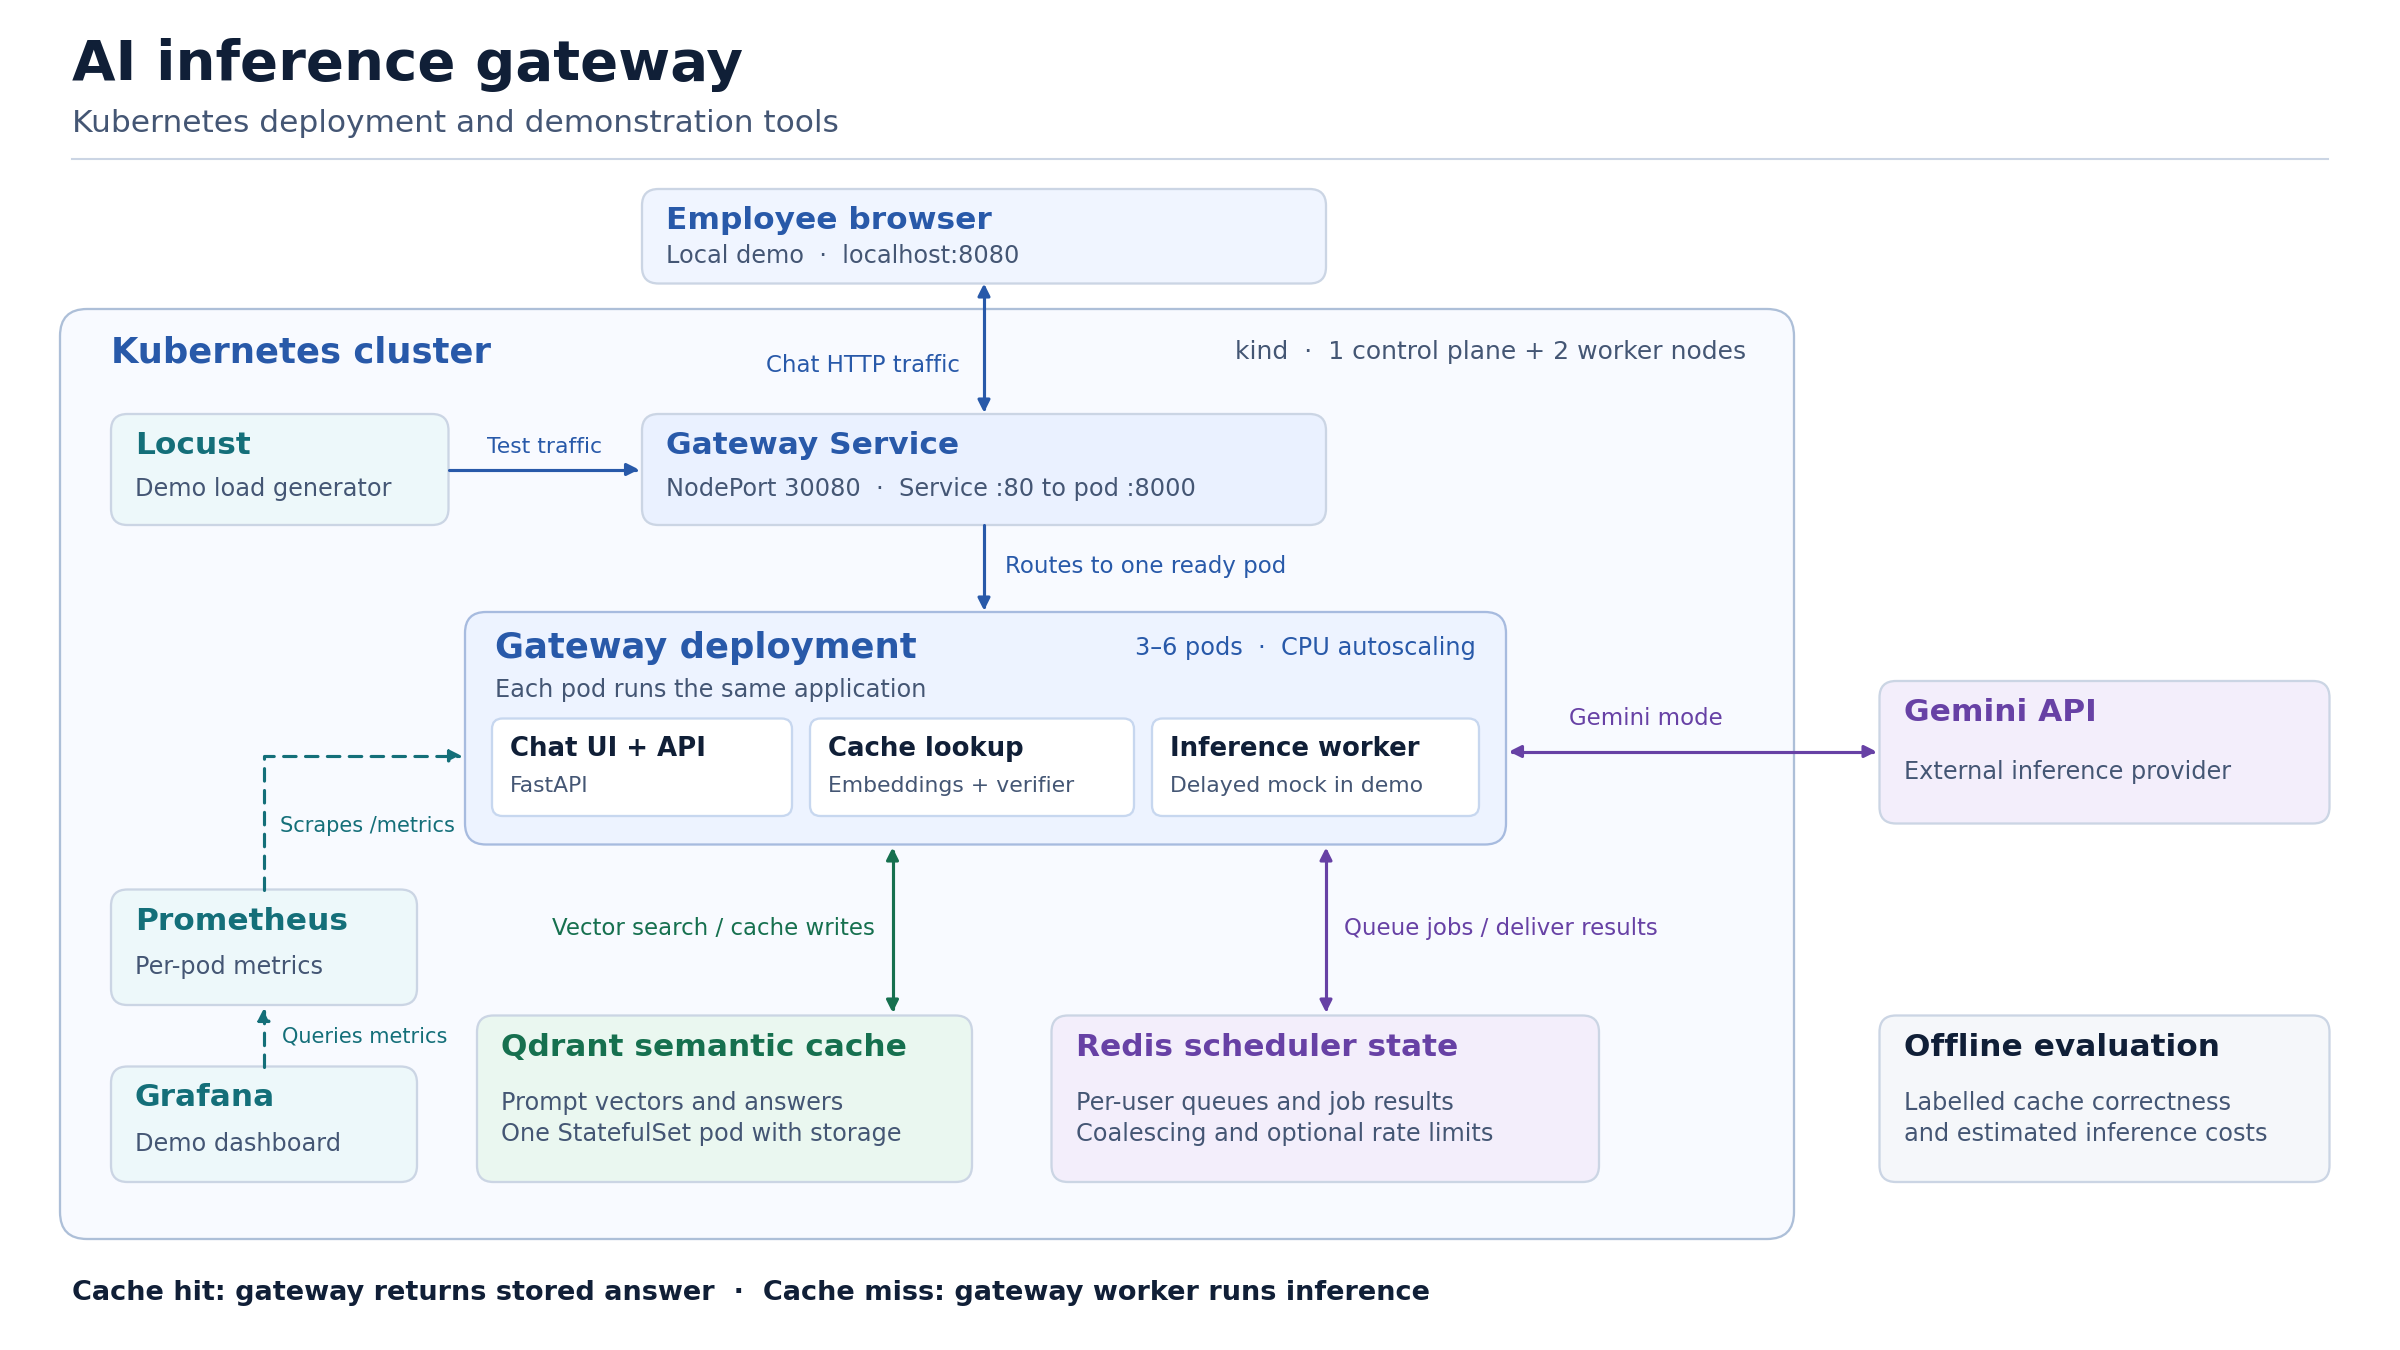 AI inference gateway
Kubernetes deployment and demonstration tools
Employee browser
Local demo · localhost:8080
Kubernetes cluster
kind · 1 control plane + 2 worker nodes
Chat HTTP traffic
Locust
Demo load generator
Test traffic
Gateway Service
NodePort 30080 · Service :80 to pod :8000
Routes to one ready pod
Gateway deployment
3–6 pods · CPU autoscaling
Each pod runs the same application
Chat UI + API
FastAPI
Cache lookup
Embeddings + verifier
Inference worker
Delayed mock in demo
Gemini mode
Gemini API
External inference provider
Scrapes /metrics
Prometheus
Per-pod metrics
Vector search / cache writes
Queue jobs / deliver results
Queries metrics
Grafana
Demo dashboard
Qdrant semantic cache
Prompt vectors and answers
One StatefulSet pod with storage
Redis scheduler state
Per-user queues and job results
Coalescing and optional rate limits
Offline evaluation
Labelled cache correctness
and estimated inference costs
Cache hit: gateway returns stored answer · Cache miss: gateway worker runs inference